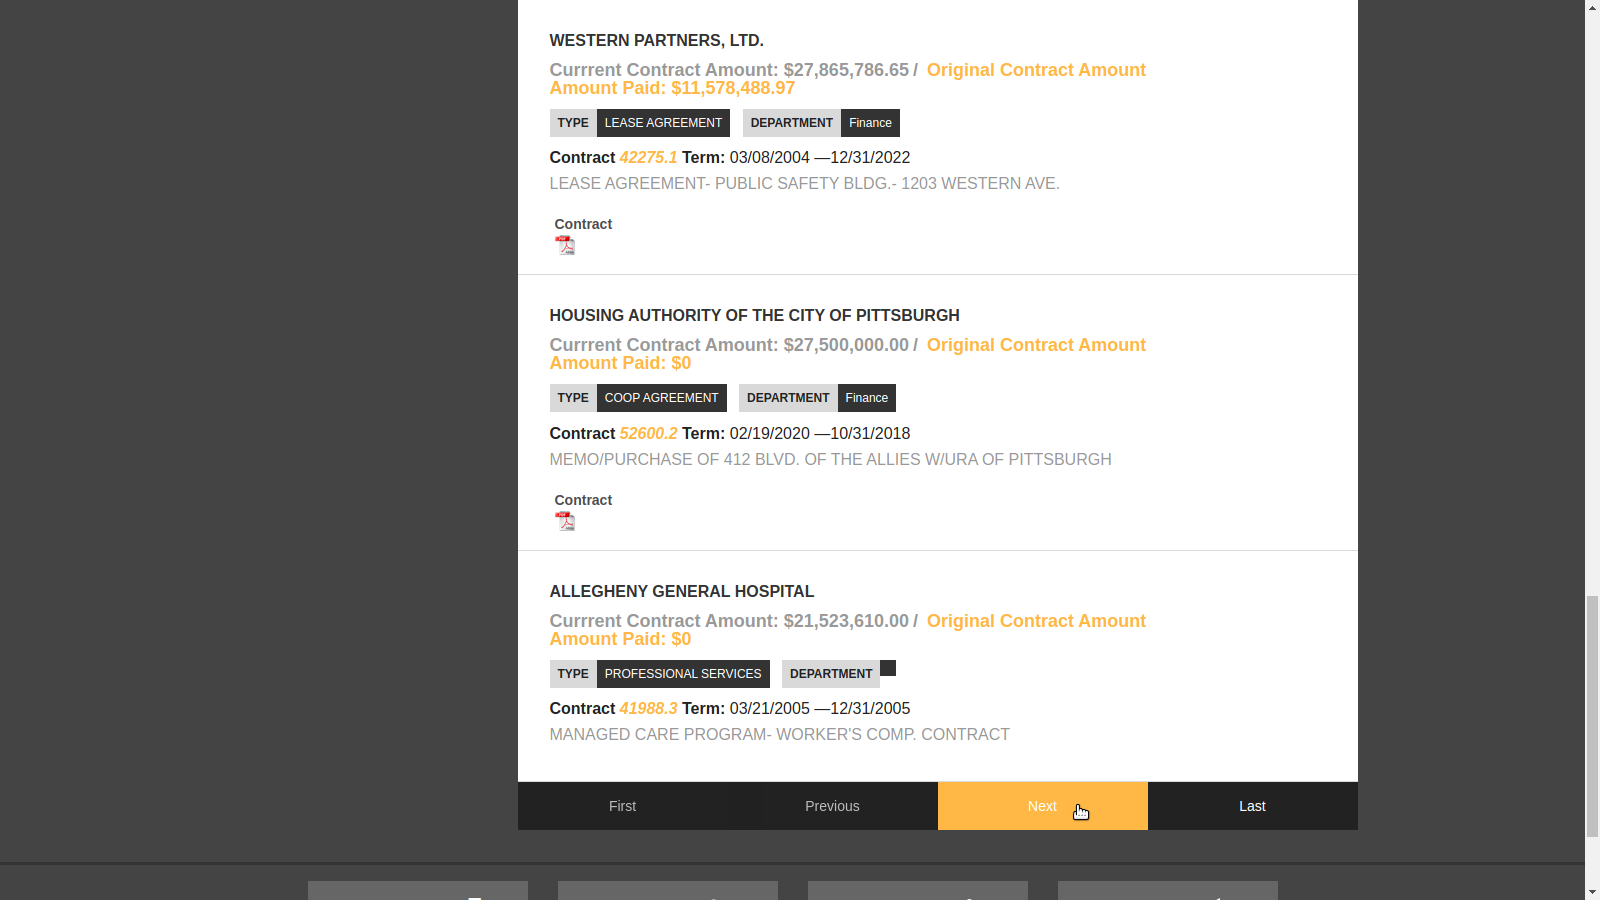 WESTERN PARTNERS, LTD.
Currrent Contract Amount: $27,865,786.65 / Original Contract Amount
Amount Paid: $11,578,488.97
TYPE LEASE AGREEMENT DEPARTMENT Finance
Contract 42275.1 Term: 03/08/2004 —12/31/2022
LEASE AGREEMENT- PUBLIC SAFETY BLDG.- 1203 WESTERN AVE.
Contract
HOUSING AUTHORITY OF THE CITY OF PITTSBURGH
Currrent Contract Amount: $27,500,000.00 / Original Contract Amount
Amount Paid: $0
TYPE COOP AGREEMENT DEPARTMENT Finance
Contract 52600.2 Term: 02/19/2020 —10/31/2018
MEMO/PURCHASE OF 412 BLVD. OF THE ALLIES W/URA OF PITTSBURGH
Contract
ALLEGHENY GENERAL HOSPITAL
Currrent Contract Amount: $21,523,610.00 / Original Contract Amount
Amount Paid: $0
TYPE PROFESSIONAL SERVICES DEPARTMENT
Contract 41988.3 Term: 03/21/2005 —12/31/2005
MANAGED CARE PROGRAM- WORKER'S COMP. CONTRACT
First Previous Next Last